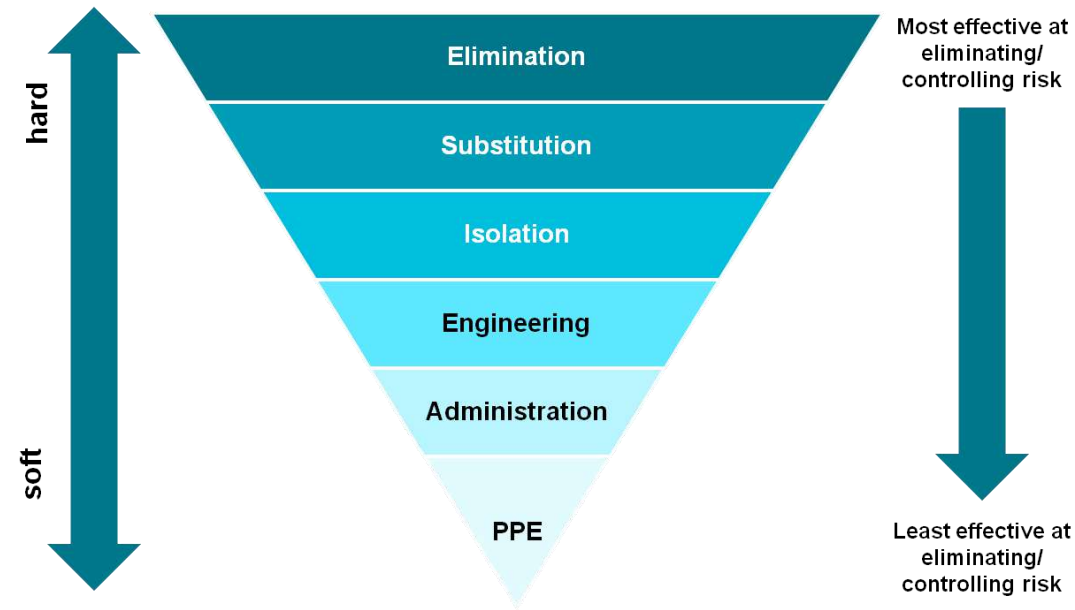 hard
soft
Elimination
Substitution
Isolation
Engineering
Administration
PPE
Most effective at
eliminating/
controlling risk
Least effective at
eliminating/
controlling risk